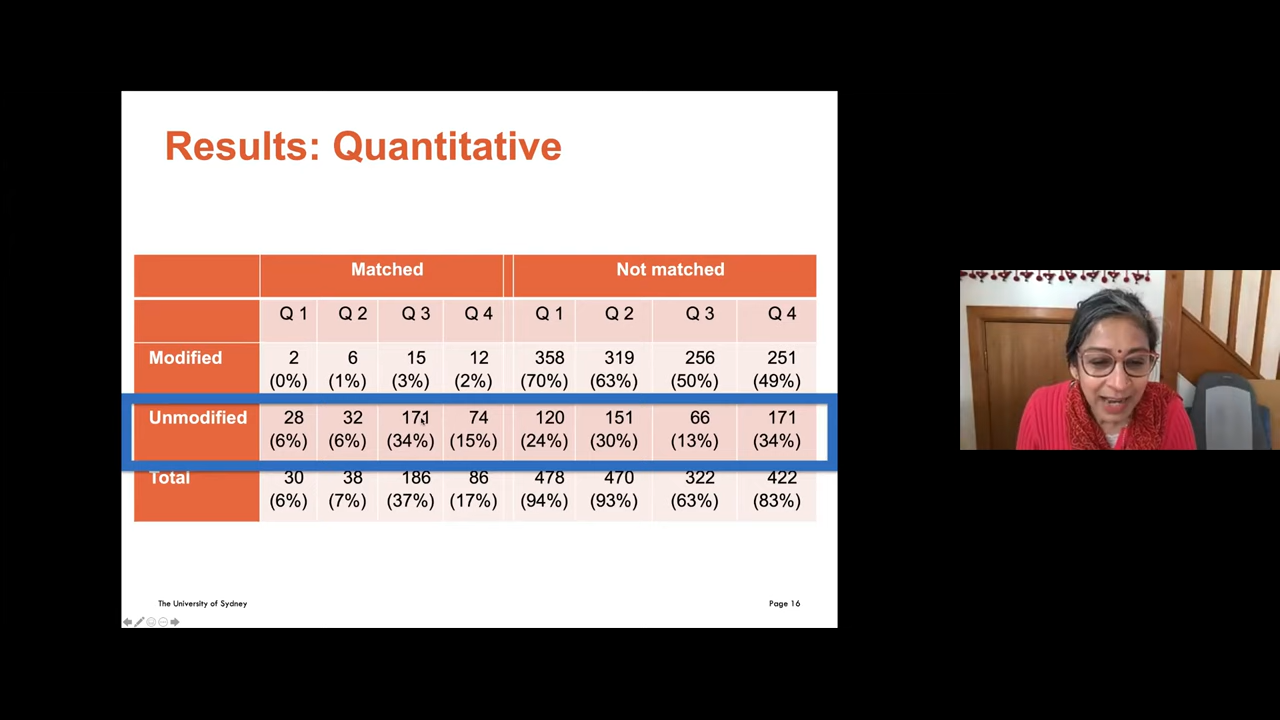 Results: Quantitative
Matched Not matched
Q 1 Q 2 Q 3 Q 4 Q 1 Q 2 Q 3 Q 4
Modified 2 6 15 12 358 319 256 251
(0%) (1%) (3%) (2%) (70%) (63%) (50%) (49%)
Unmodified 28 32 171 74 120 151 66 171
(6%) (6%) (34%) (15%) (24%) (30%) (13%) (34%)
Total 30 38 186 86 478 470 322 422
(6%) (7%) (37%) (17%) (94%) (93%) (63%) (83%)
The University of Sydney Page 16